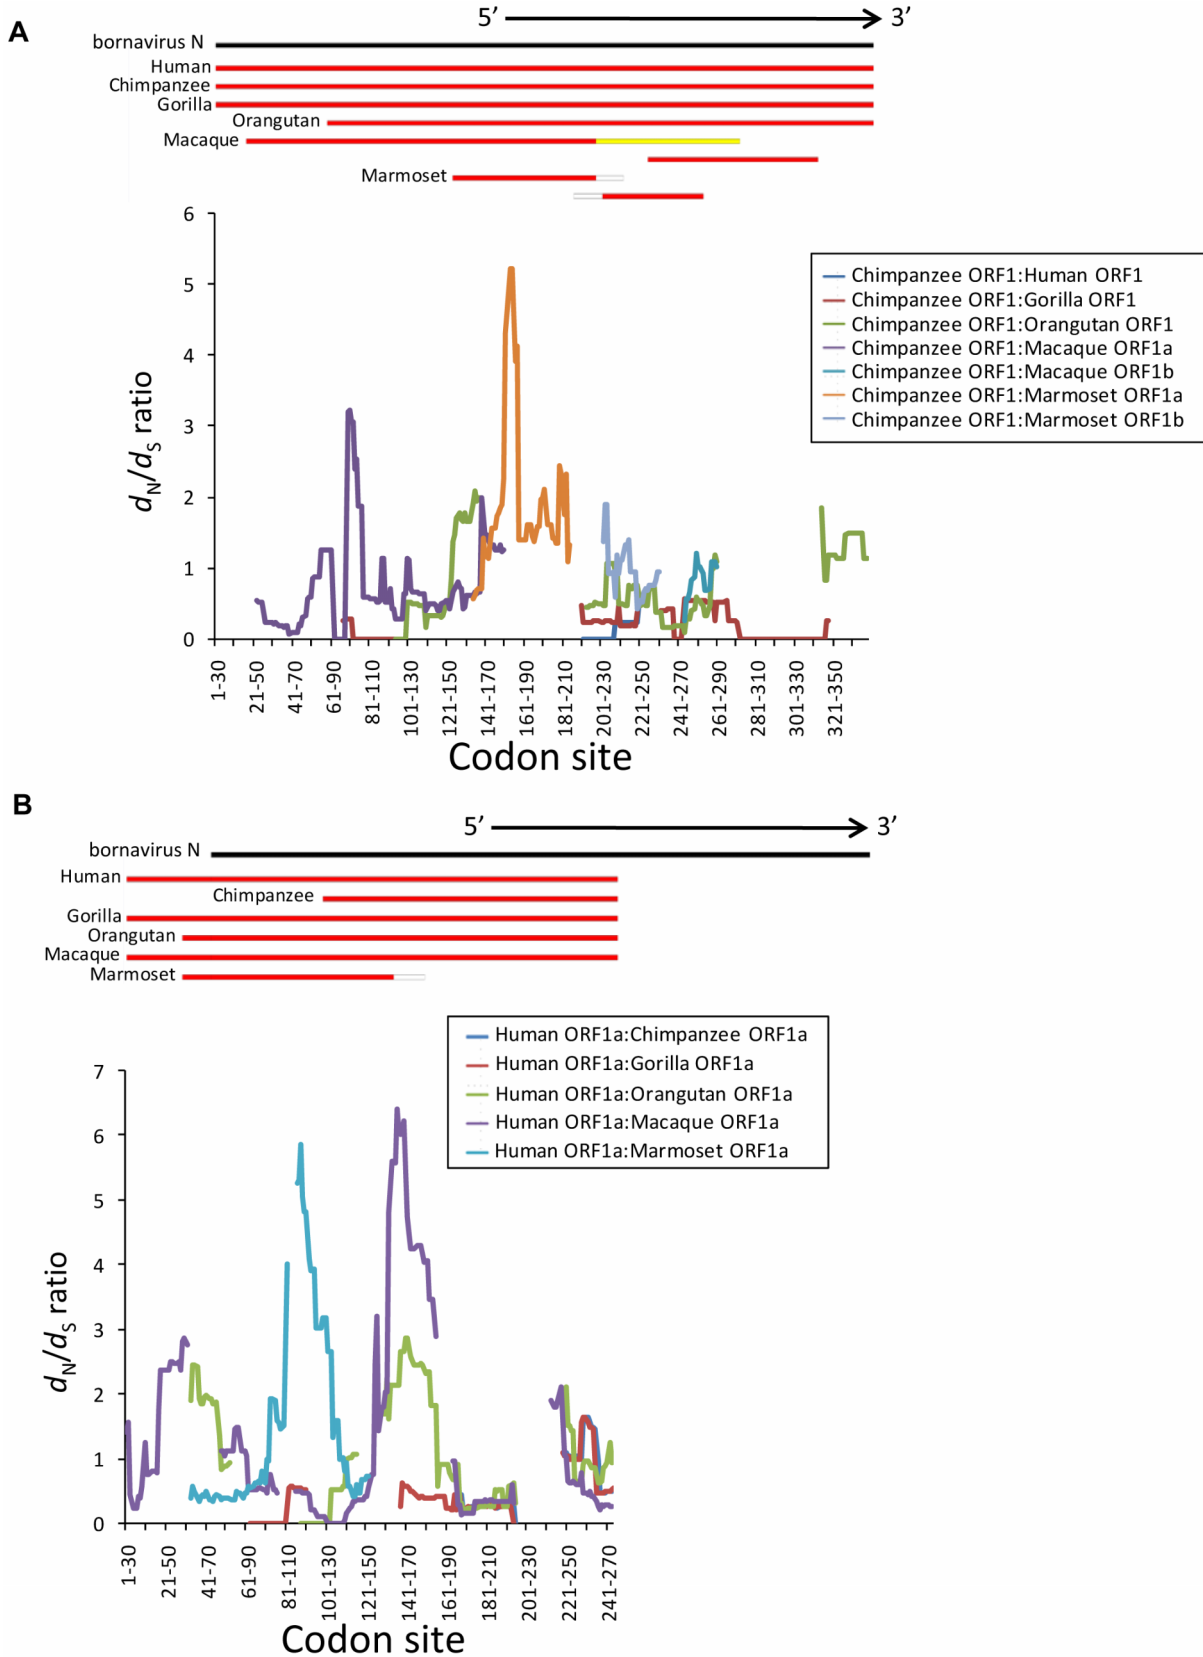 A
5’ 3’
bornavirus N
Human
Chimpanzee
Gorilla
Orangutan
Macaque
Marmoset
6
5
4
3
2
1
0
dN/dS ratio
Chimpanzee ORF1:Human ORF1
Chimpanzee ORF1:Gorilla ORF1
Chimpanzee ORF1:Orangutan ORF1
Chimpanzee ORF1:Macaque ORF1a
Chimpanzee ORF1:Macaque ORF1b
Chimpanzee ORF1:Marmoset ORF1a
Chimpanzee ORF1:Marmoset ORF1b
1-30 21-50 41-70 61-90 81-110 101-130 121-150 141-170 161-190 181-210 201-230 221-250 241-270 261-290 281-310 301-330 321-350
Codon site
B
5’ 3’
bornavirus N
Human
Chimpanzee
Gorilla
Orangutan
Macaque
Marmoset
Human ORF1a:Chimpanzee ORF1a
Human ORF1a:Gorilla ORF1a
Human ORF1a:Orangutan ORF1a
Human ORF1a:Macaque ORF1a
Human ORF1a:Marmoset ORF1a
7
6
5
4
3
2
1
0
dN/dS ratio
1-30 21-50 41-70 61-90 81-110 101-130 121-150 141-170 161-190 181-210 201-230 221-250 241-270
Codon site